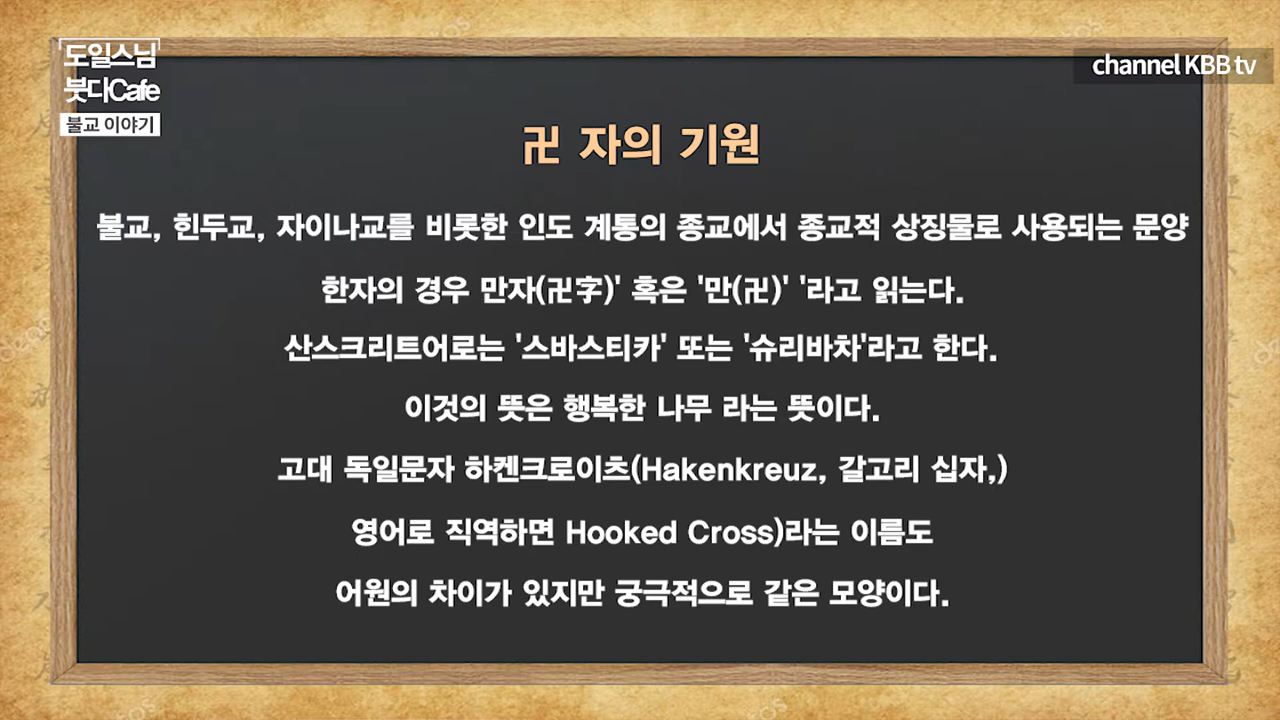 도일스님
붓다Cafe
불교 이야기
channel KBB tv
卍 자의 기원
불교, 힌두교, 자이나교를 비롯한 인도 계통의 종교에서 종교적 상징물로 사용되는 문양
한자의 경우 만자(卍字)' 혹은 '만(卍)' '라고 읽는다.
산스크리트어로는 '스바스티카' 또는 '슈리바차'라고 한다.
이것의 뜻은 행복한 나무 라는 뜻이다.
고대 독일문자 하켄크로이츠(Hakenkreuz, 갈고리 십자,)
영어로 직역하면 Hooked Cross)라는 이름도
어원의 차이가 있지만 궁극적으로 같은 모양이다.